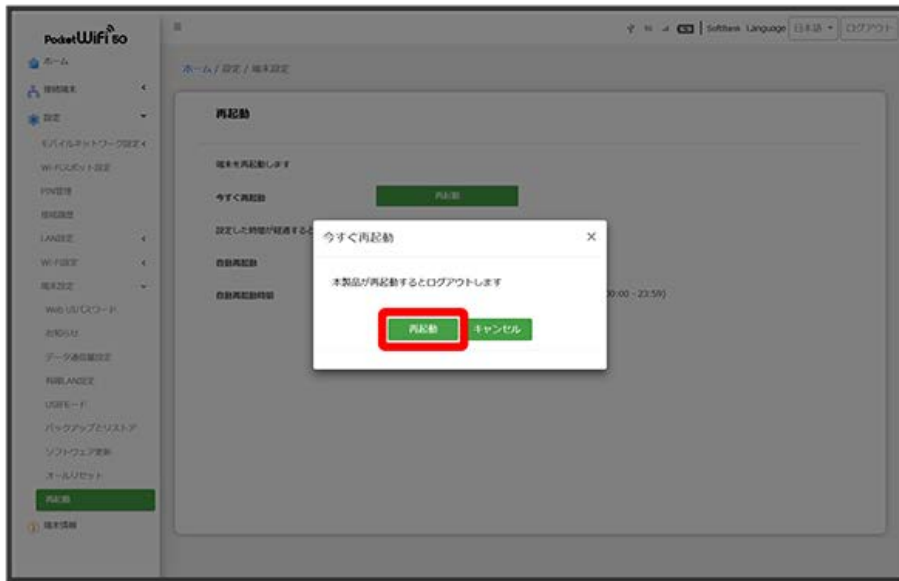 PocketWiFi 5G
SoftBank Language 日本語 ログアウト
ホーム
ホーム / 設定 / 端末設定
接続端末
設定
モバイルネットワーク設定
Wi-Fiスポット設定
PIN管理
接続履歴
LAN設定
Wi-Fi設定
端末設定
Web UIパスワード
お知らせ
データ通信量設定
有線LAN設定
USBモード
バックアップとリストア
ソフトウェア更新
オールリセット
再起動
端末情報
再起動
端末を再起動します
今すぐ再起動 再起動
設定した時間が経過すると
自動再起動
自動再起動時間 00:00 - 23:59)
今すぐ再起動 ×
本製品が再起動するとログアウトします
再起動 キャンセル